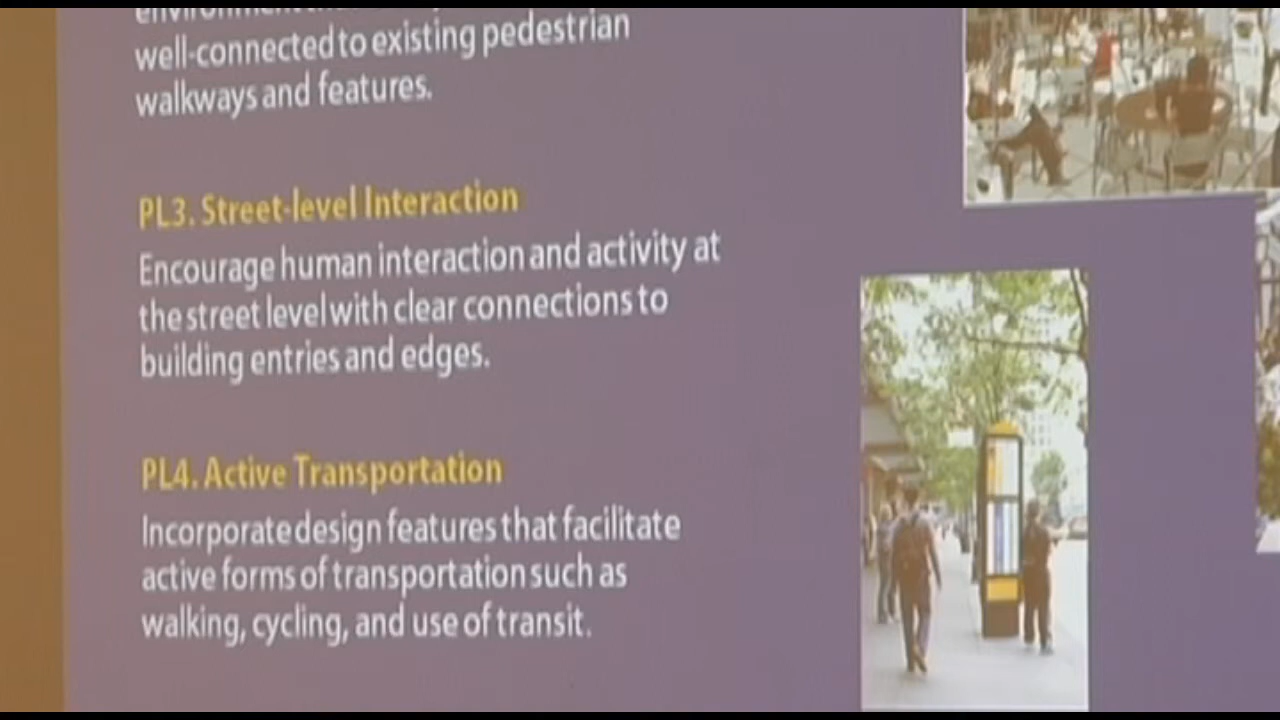 environment
well-connected to existing pedestrian
walkways and features.
PL3. Street-level Interaction
Encourage human interaction and activity at
the street level with clear connections to
building entries and edges.
PL4. Active Transportation
Incorporate design features that facilitate
active forms of transportation such as
walking, cycling, and use of transit.